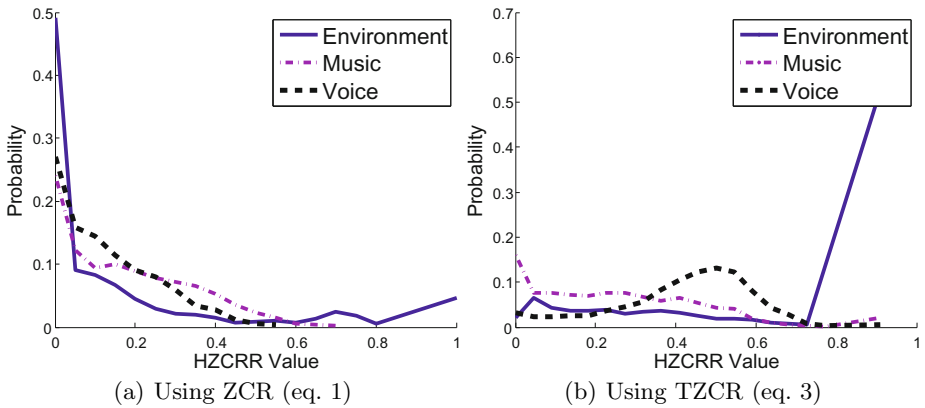 0.5
0.4
0.3
0.2
0.1
0
Probability
0 0.2 0.4 0.6 0.8 1
HZCRR Value
Environment
Music
Voice
(a) Using ZCR (eq. 1)
0.7
0.6
0.5
0.4
0.3
0.2
0.1
0
Probability
0 0.2 0.4 0.6 0.8 1
HZCRR Value
Environment
Music
Voice
(b) Using TZCR (eq. 3)